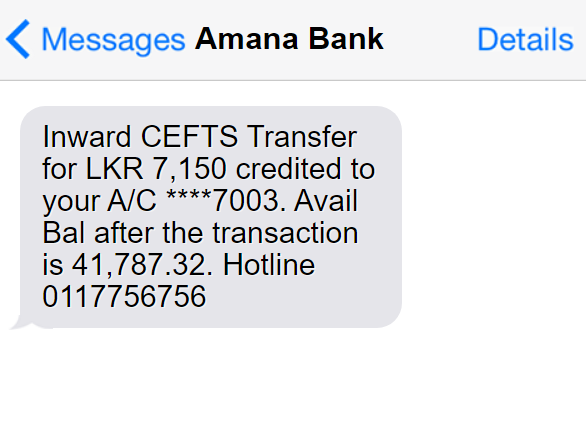 Messages Amana Bank Details
Inward CEFTS Transfer
for LKR 7,150 credited to
your A/C ****7003. Avail
Bal after the transaction
is 41,787.32. Hotline
0117756756